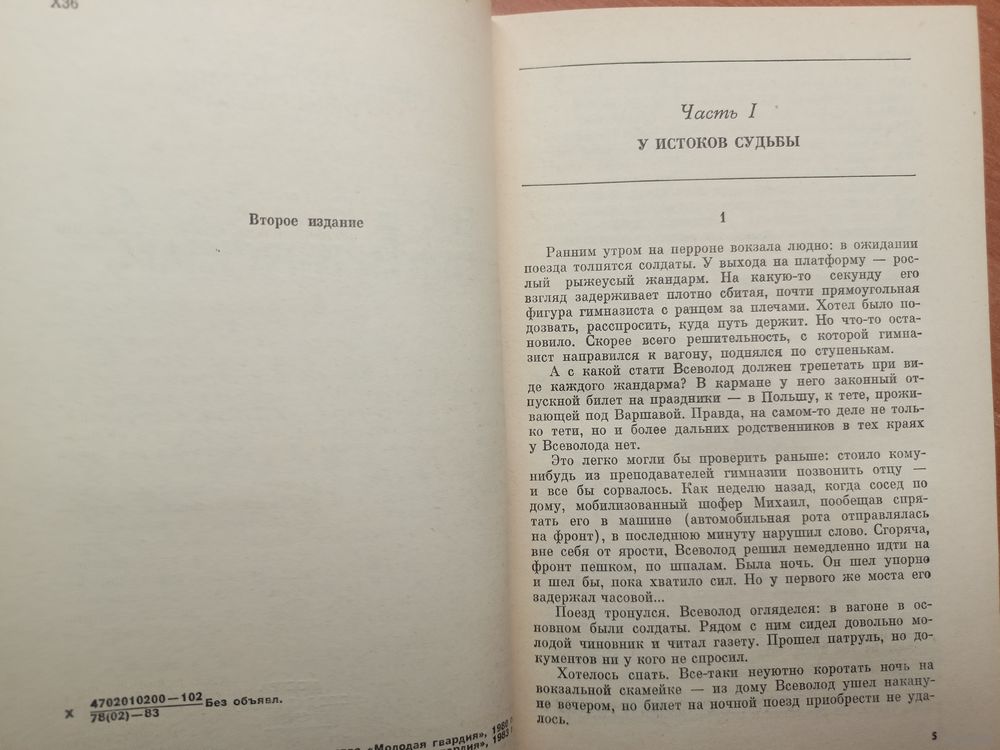 Х36
Второе издание
4702010200—102
Х 78(02)—83 Без объявл.
«Молодая гвардия», 1980
1983
Часть I
У ИСТОКОВ СУДЬБЫ
1
Ранним утром на перроне вокзала людно: в ожидании
поезда толпятся солдаты. У выхода на платформу — рос-
лый рыжеусый жандарм. На какую-то секунду его
взгляд задерживает плотно сбитая, почти прямоугольная
фигура гимназиста с ранцем за плечами. Хотел было по-
дозвать, расспросить, куда путь держит. Но что-то оста-
новило. Скорее всего решительность, с которой гимна-
зист направился к вагону, поднялся по ступенькам.
А с какой стати Всеволод должен трепетать при ви-
де каждого жандарма? В кармане у него законный от-
пускной билет на праздники — в Польшу, к тете, прожи-
вающей под Варшавой. Правда, на самом-то деле не толь-
ко тети, но и более дальних родственников в тех краях
у Всеволода нет.
Это легко могли бы проверить раньше: стоило кому-
нибудь из преподавателей гимназии позвонить отцу —
и все бы сорвалось. Как неделю назад, когда сосед по
дому, мобилизованный шофер Михаил, пообещав спря-
тать его в машине (автомобильная рота отправлялась
на фронт), в последнюю минуту нарушил слово. Сгоряча,
вне себя от ярости, Всеволод решил немедленно идти на
фронт пешком, по шпалам. Была ночь. Он шел упорно
и шел бы, пока хватило сил. Но у первого же моста его
задержал часовой...
Поезд тронулся. Всеволод огляделся: в вагоне в ос-
новном были солдаты. Рядом с ним сидел довольно мо-
лодой чиновник и читал газету. Прошел патруль, но до-
кументов ни у кого не спросил.
Хотелось спать. Все-таки неуютно коротать ночь на
вокзальной скамейке — из дому Всеволод ушел накану-
не вечером, но билет на ночной поезд приобрести не уда-
лось.
5